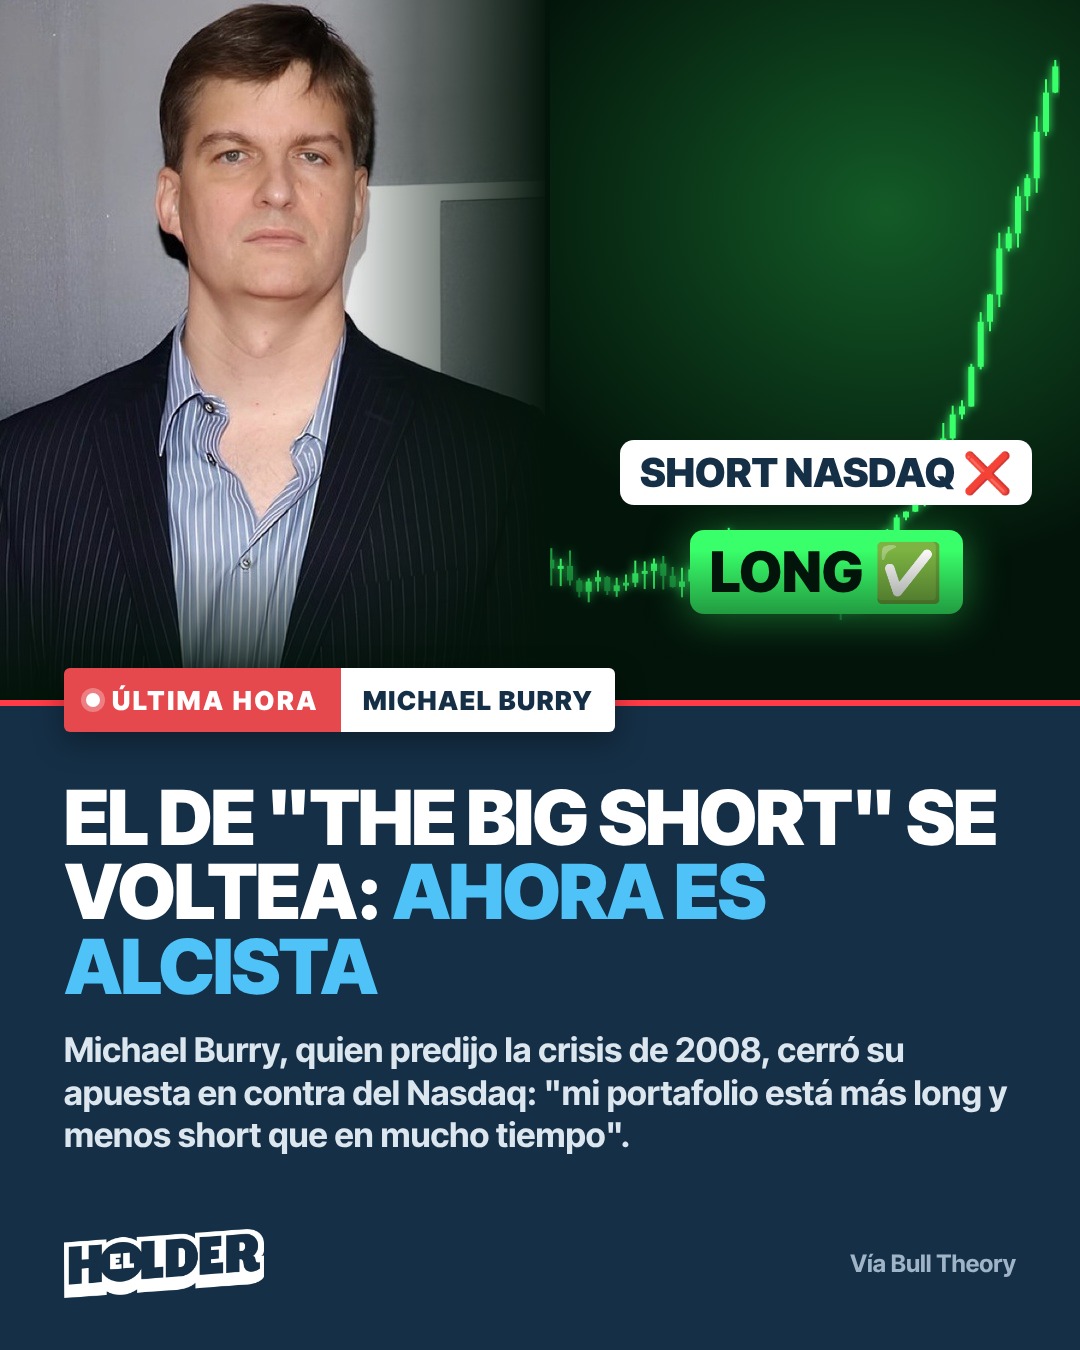 SHORT NASDAQ ❌
LONG ✅
ÚLTIMA HORA
MICHAEL BURRY
EL DE "THE BIG SHORT" SE
VOLTEA: AHORA ES
ALCISTA
Michael Burry, quien predijo la crisis de 2008, cerró su
apuesta en contra del Nasdaq: "mi portafolio está más long y
menos short que en mucho tiempo".
EL HOLDER
Vía Bull Theory